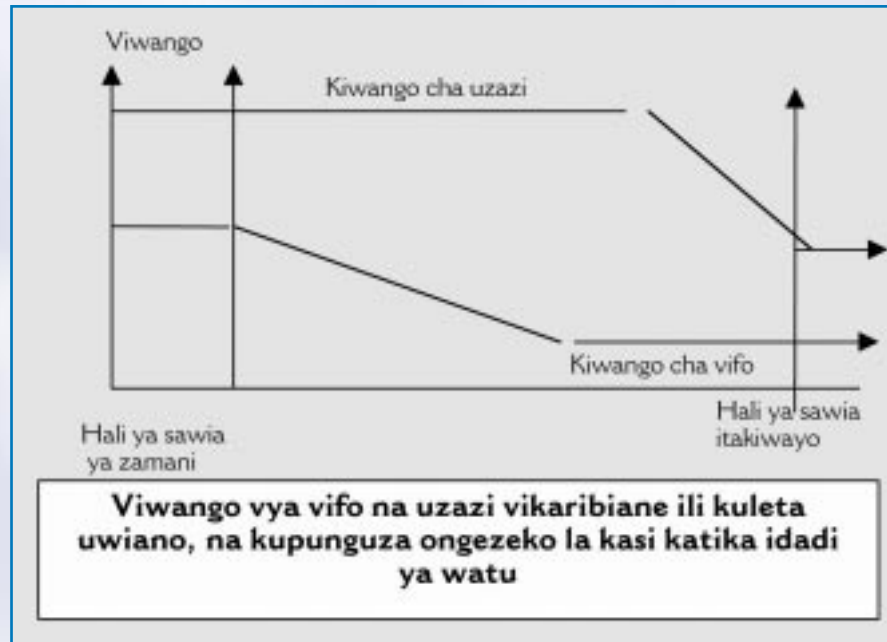 Viwango
Kiwango cha uzazi
Kiwango cha vifo
Hali ya sawia
ya zamani
Hali ya sawia
itakiwayo
Viwango vya vifo na uzazi vikaribiane ili kuleta
uwiano, na kupunguza ongezeko la kasi katika idadi
ya watu